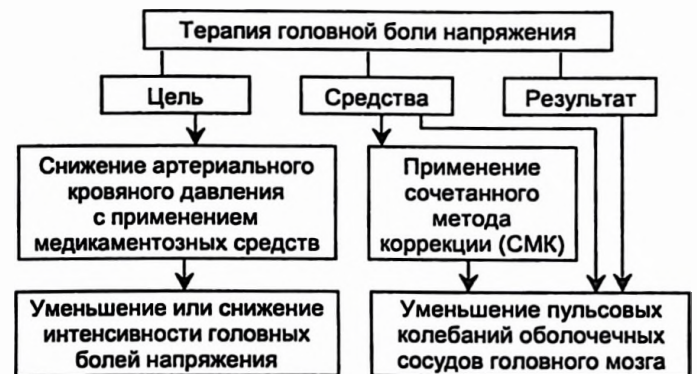 Терапия головной боли напряжения
Цель
Средства
Результат
Снижение артериального
кровяного давления
с применением
медикаментозных средств
Применение
сочетанного
метода
коррекции (СМК)
Уменьшение или снижение
интенсивности головных
болей напряжения
Уменьшение пульсовых
колебаний оболочечных
сосудов головного мозга